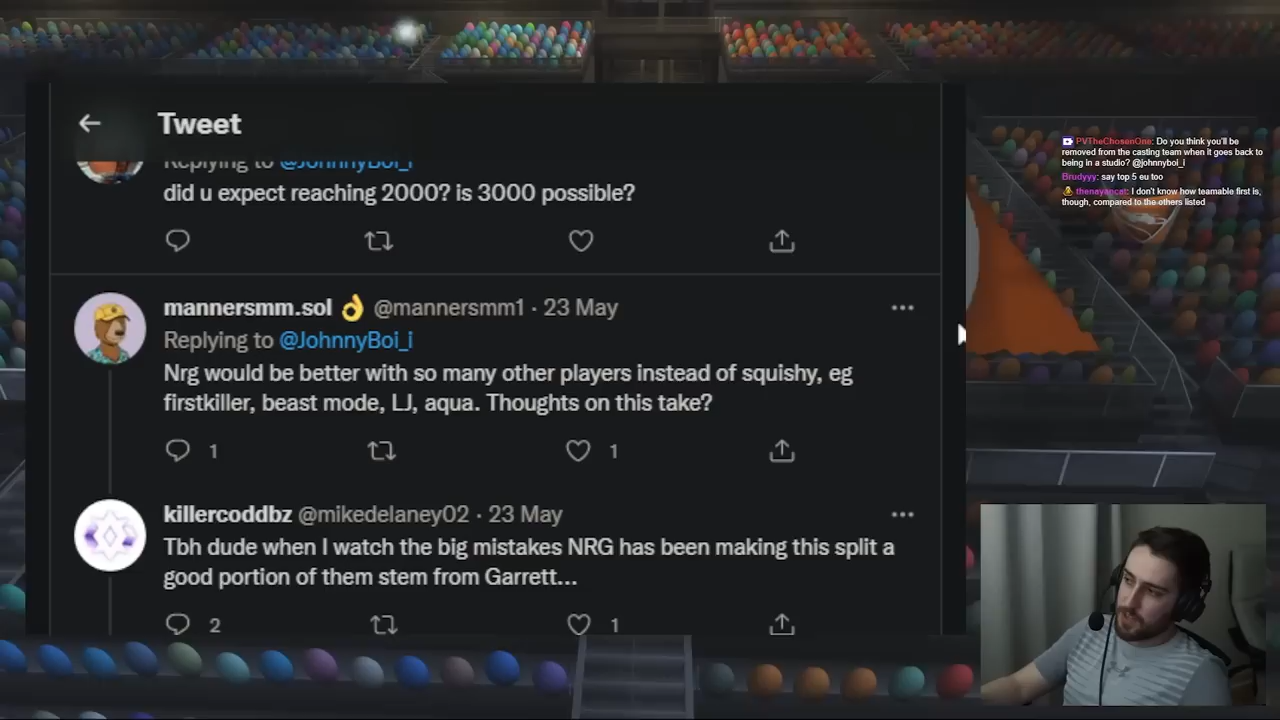 Tweet
Replying to @JohnnyBoi_i
did u expect reaching 2000? is 3000 possible?
mannersmm.sol 👌 @mannersmm1 · 23 May
Replying to @JohnnyBoi_i
Nrg would be better with so many other players instead of squishy, eg
firstkiller, beast mode, LJ, aqua. Thoughts on this take?
1
1
killercoddbz @mikedelaney02 · 23 May
Tbh dude when I watch the big mistakes NRG has been making this split a
good portion of them stem from Garrett...
2
1
PVTheChosenOne: Do you think you'll be
removed from the casting team when it goes back to
being in a studio? @johnnyboi_i
Brudyyy: say top 5 eu too
thenayancat: I don't know how teamable first is,
though, compared to the others listed